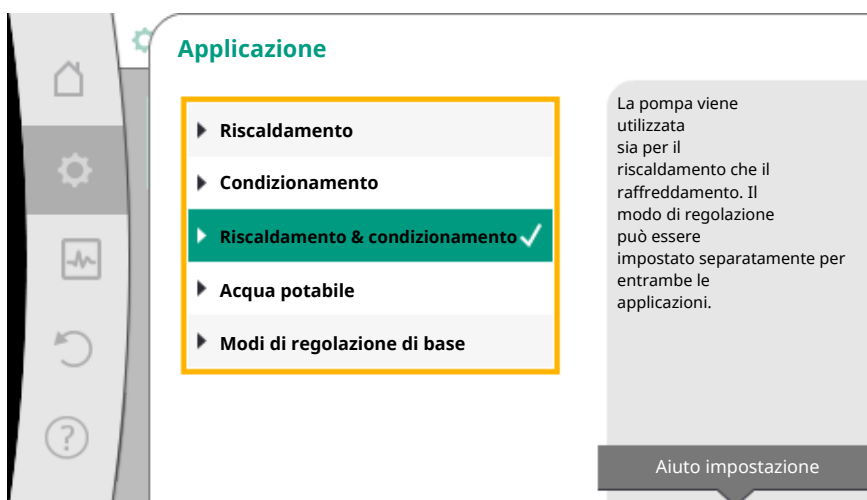 Applicazione
Riscaldamento
Condizionamento
Riscaldamento & condizionamento
Acqua potabile
Modi di regolazione di base
La pompa viene
utilizzata
sia per il
riscaldamento che il
raffreddamento. Il
modo di regolazione
può essere
impostato separatamente per
entrambe le
applicazioni.
Aiuto impostazione